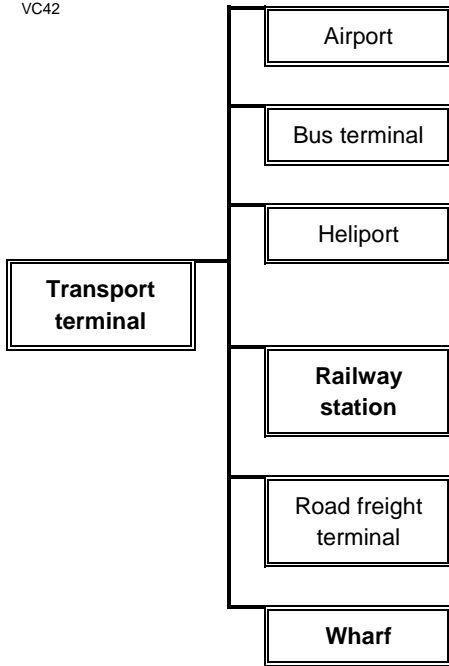 VC42
Airport
Bus terminal
Heliport
Transport
terminal
Railway
station
Road freight
terminal
Wharf